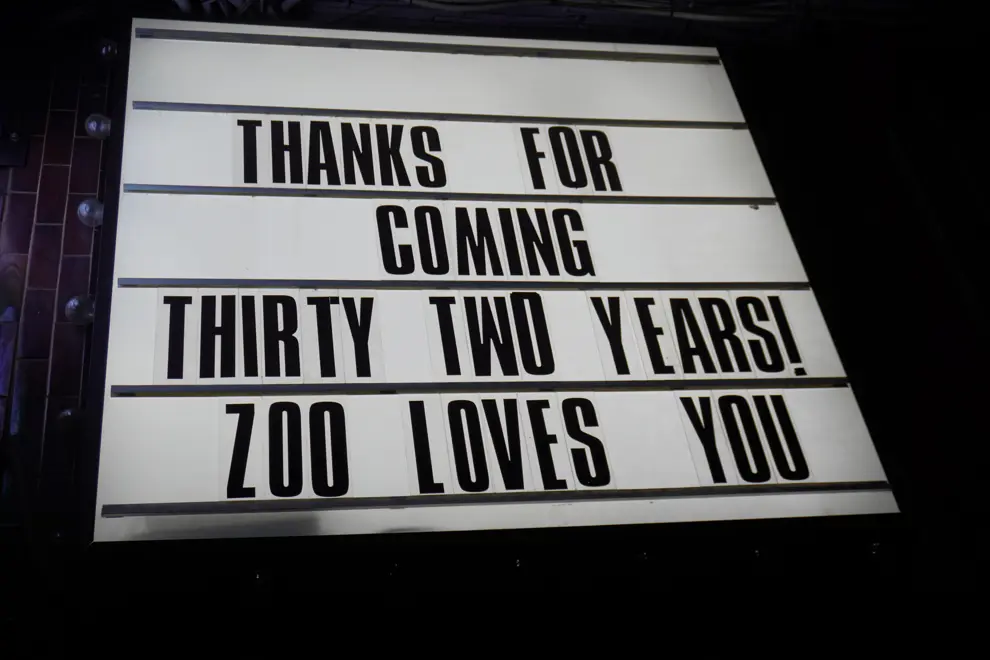 THANKS FOR
COMING
THIRTY TWO YEARS!
ZOO LOVES YOU